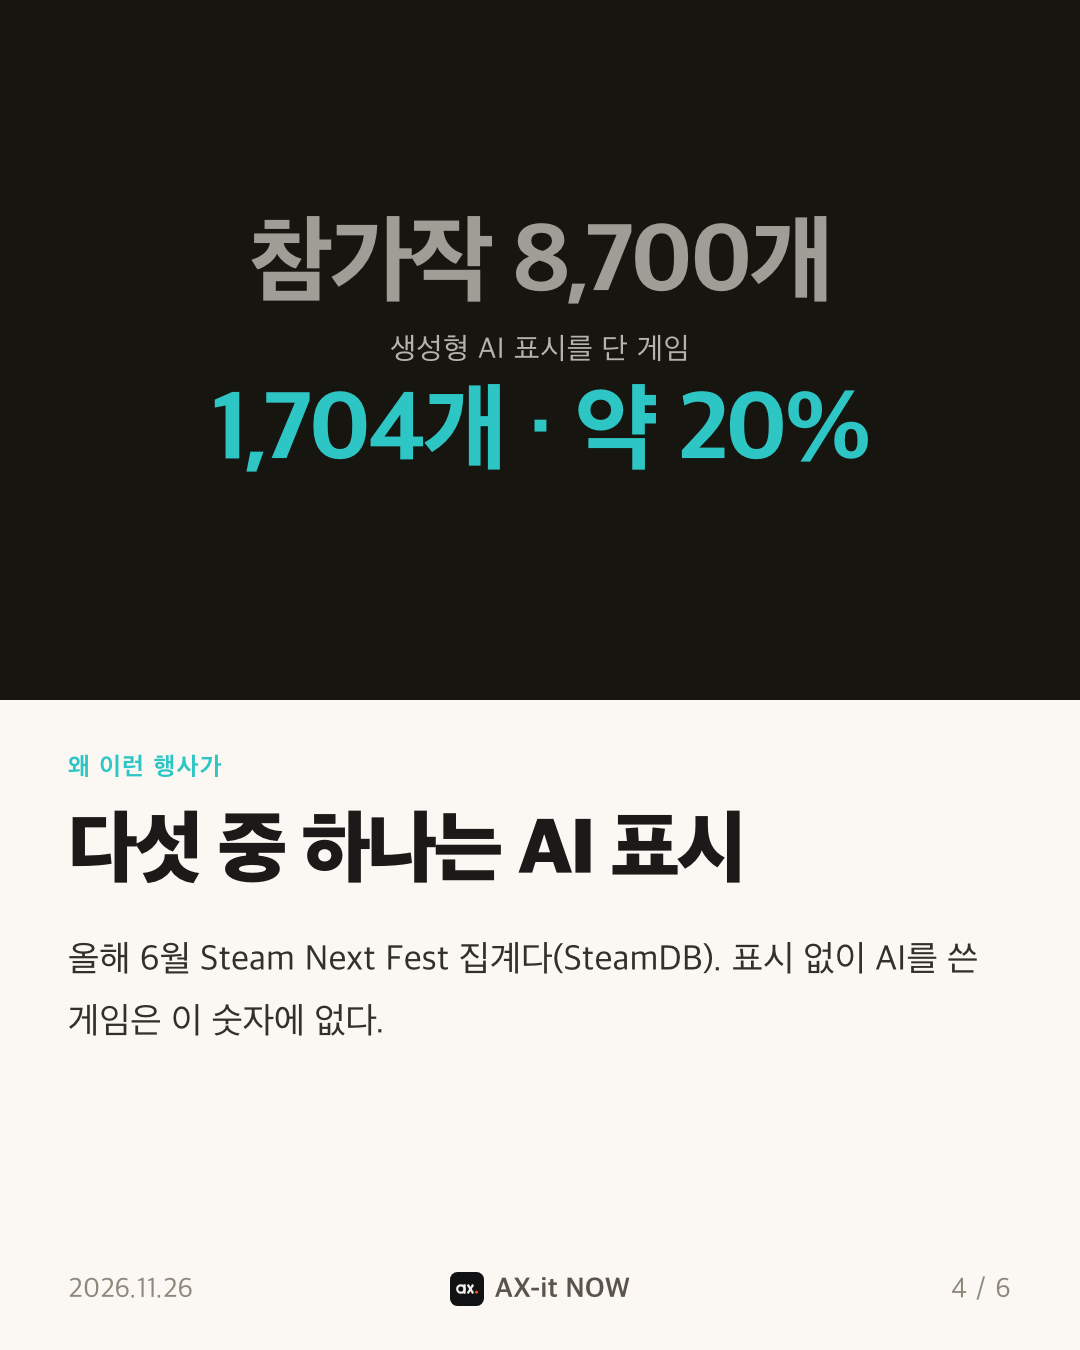 참가작 8,700개
생성형 AI 표시를 단 게임
1,704개 · 약 20%
왜 이런 행사가
다섯 중 하나는 AI 표시
올해 6월 Steam Next Fest 집계다(SteamDB). 표시 없이 AI를 쓴
게임은 이 숫자에 없다.
2026.11.26
ax. AX-it NOW
4 / 6